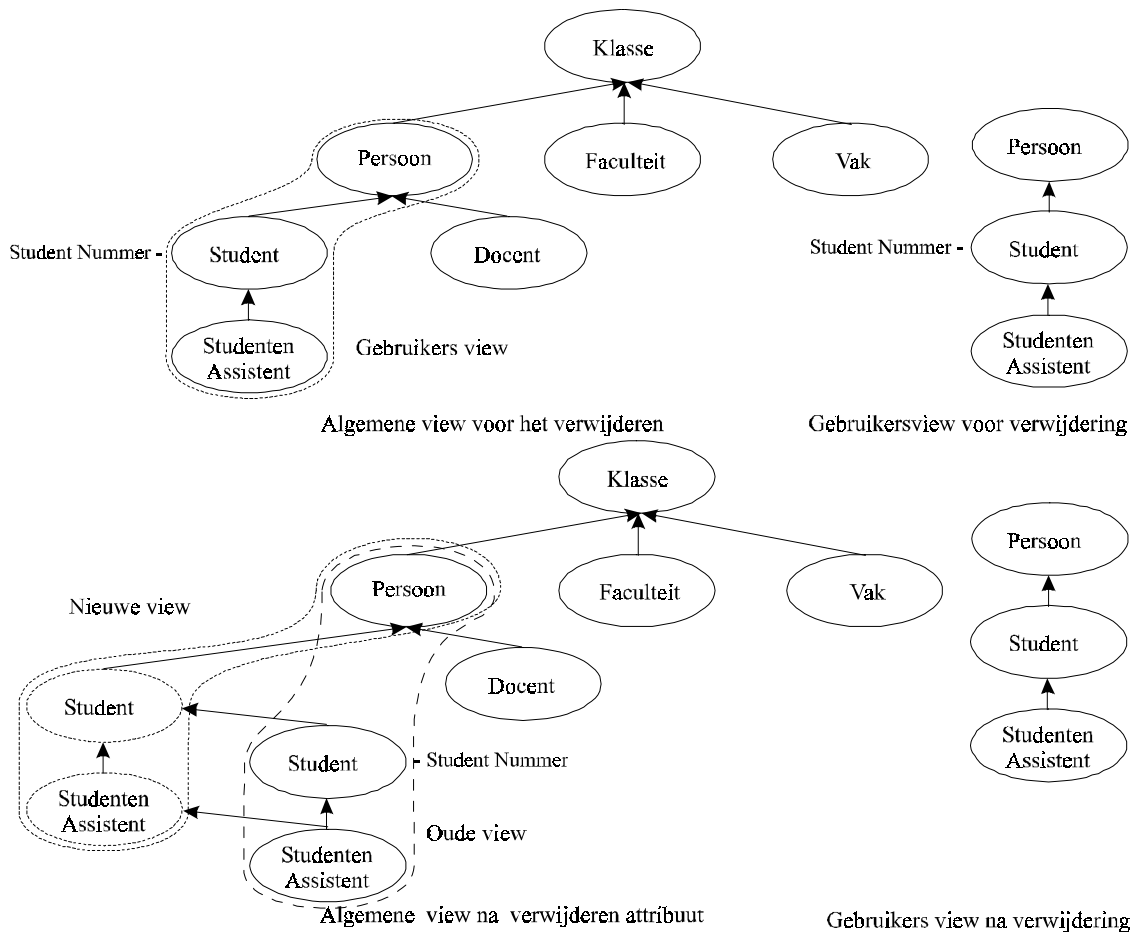 Klasse
Persoon
Faculteit
Vak
Persoon
Student Nummer -
Student
Docent
Student Nummer -
Student
Studenten
Assistent
Gebruikers view
Studenten
Assistent
Algemene view voor het verwijderen
Gebruikersview voor verwijdering
Klasse
Persoon
Faculteit
Vak
Persoon
Nieuwe view
Student
Docent
Student
Student
- Student Nummer
Studenten
Assistent
Studenten
Assistent
Oude view
Studenten
Assistent
Algemene view na verwijderen attribuut
Gebruikers view na verwijdering